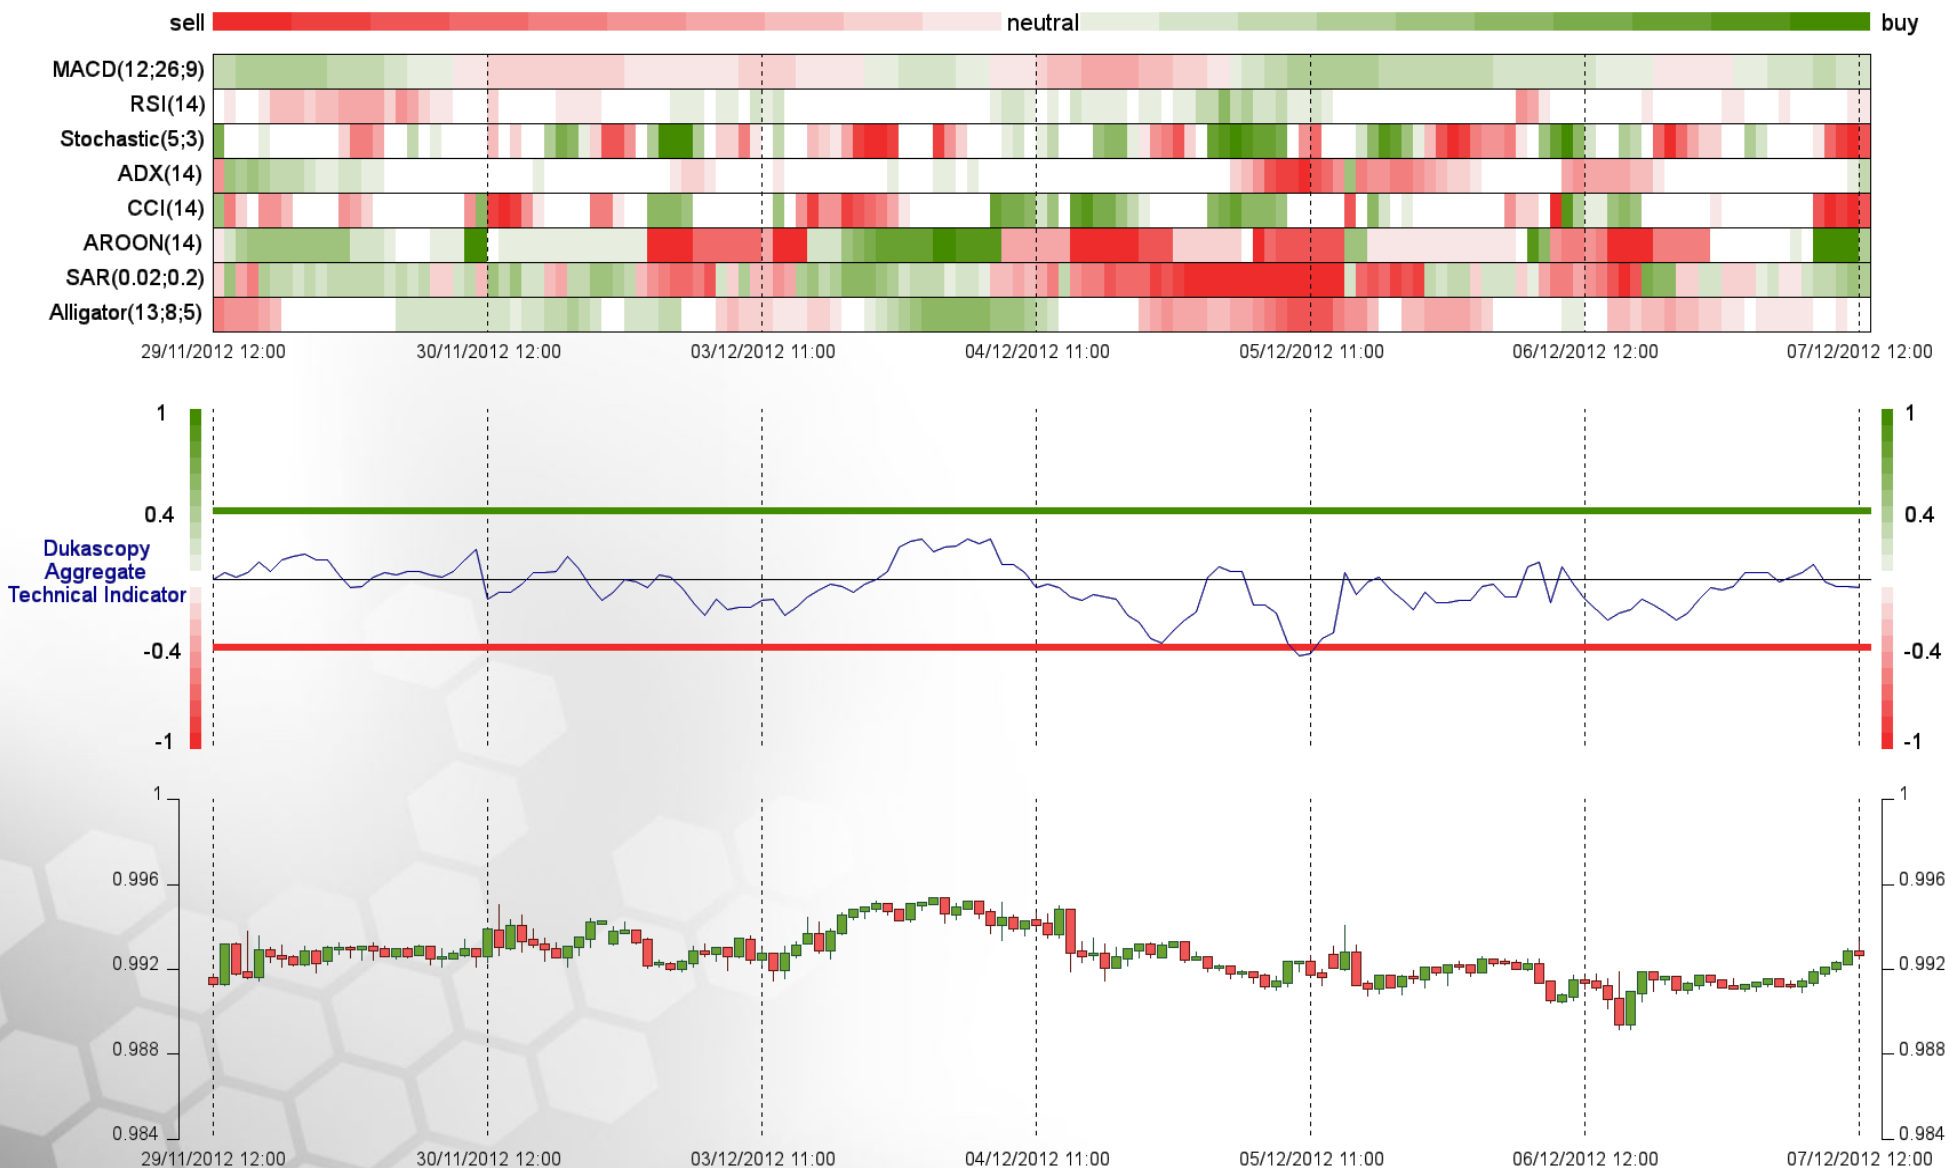 sell neutral buy
MACD(12;26;9)
RSI(14)
Stochastic(5;3)
ADX(14)
CCI(14)
AROON(14)
SAR(0.02;0.2)
Alligator(13;8;5)
29/11/2012 12:00 30/11/2012 12:00 03/12/2012 11:00 04/12/2012 11:00 05/12/2012 11:00 06/12/2012 12:00 07/12/2012 12:00
1 1
0.4 0.4
Dukascopy
Aggregate
Technical Indicator
-0.4 -0.4
-1 -1
1 1
0.996 0.996
0.992 0.992
0.988 0.988
0.984 0.984
29/11/2012 12:00 30/11/2012 12:00 03/12/2012 11:00 04/12/2012 11:00 05/12/2012 11:00 06/12/2012 12:00 07/12/2012 12:00